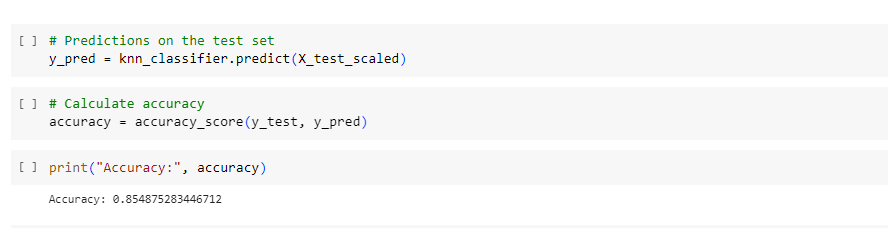 [ ] # Predictions on the test set
y_pred = knn_classifier.predict(X_test_scaled)
[ ] # Calculate accuracy
accuracy = accuracy_score(y_test, y_pred)
[ ] print("Accuracy:", accuracy)
Accuracy: 0.854875283446712